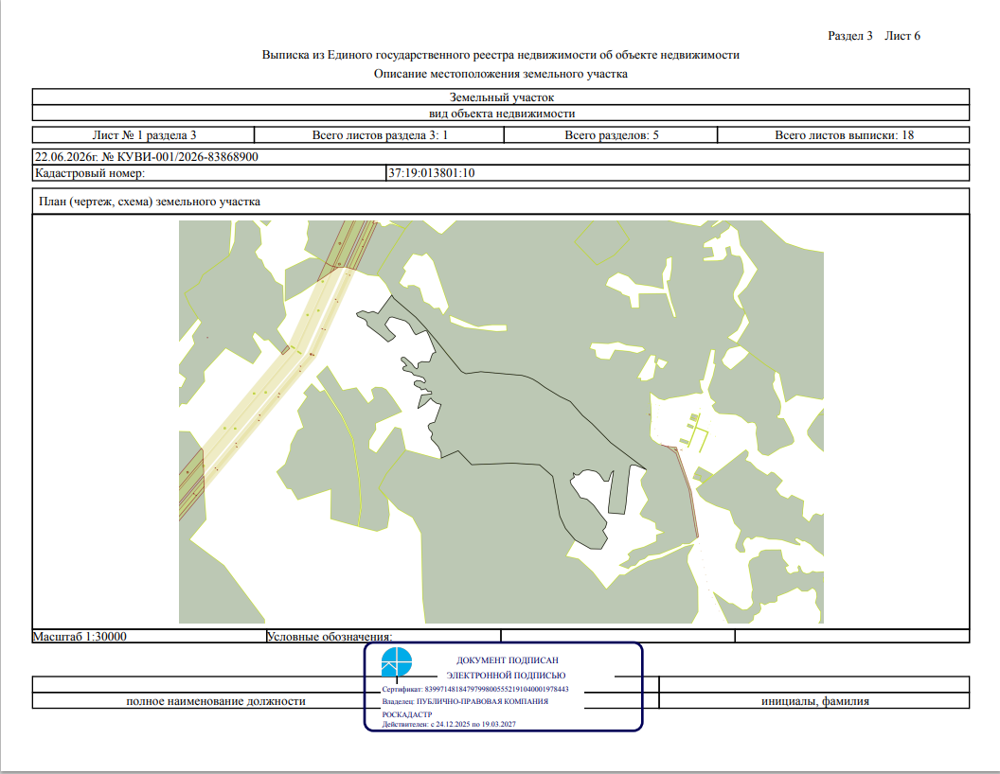 Раздел 3 Лист 6
Выписка из Единого государственного реестра недвижимости об объекте недвижимости
Описание местоположения земельного участка
Земельный участок
вид объекта недвижимости
Лист № 1 раздела 3 Всего листов раздела 3: 1 Всего разделов: 5 Всего листов выписки: 18
22.06.2026г. № КУВИ-001/2026-83868900
Кадастровый номер: 37:19:013801:10
План (чертеж, схема) земельного участка
Масштаб 1:30000 Условные обозначения:
ДОКУМЕНТ ПОДПИСАН
ЭЛЕКТРОННОЙ ПОДПИСЬЮ
Сертификат: 83997148184797998005552191040001978443
Владелец: ПУБЛИЧНО-ПРАВОВАЯ КОМПАНИЯ
РОСКАДАСТР
Действителен: с 24.12.2025 по 19.03.2027
полное наименование должности инициалы, фамилия